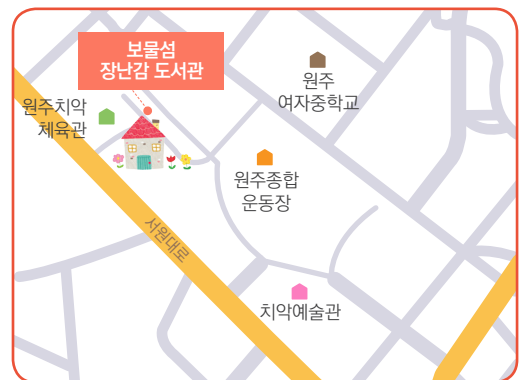 보물섬
장난감 도서관
원주
여자중학교
원주치악
체육관
원주종합
운동장
서원대로
치악예술관